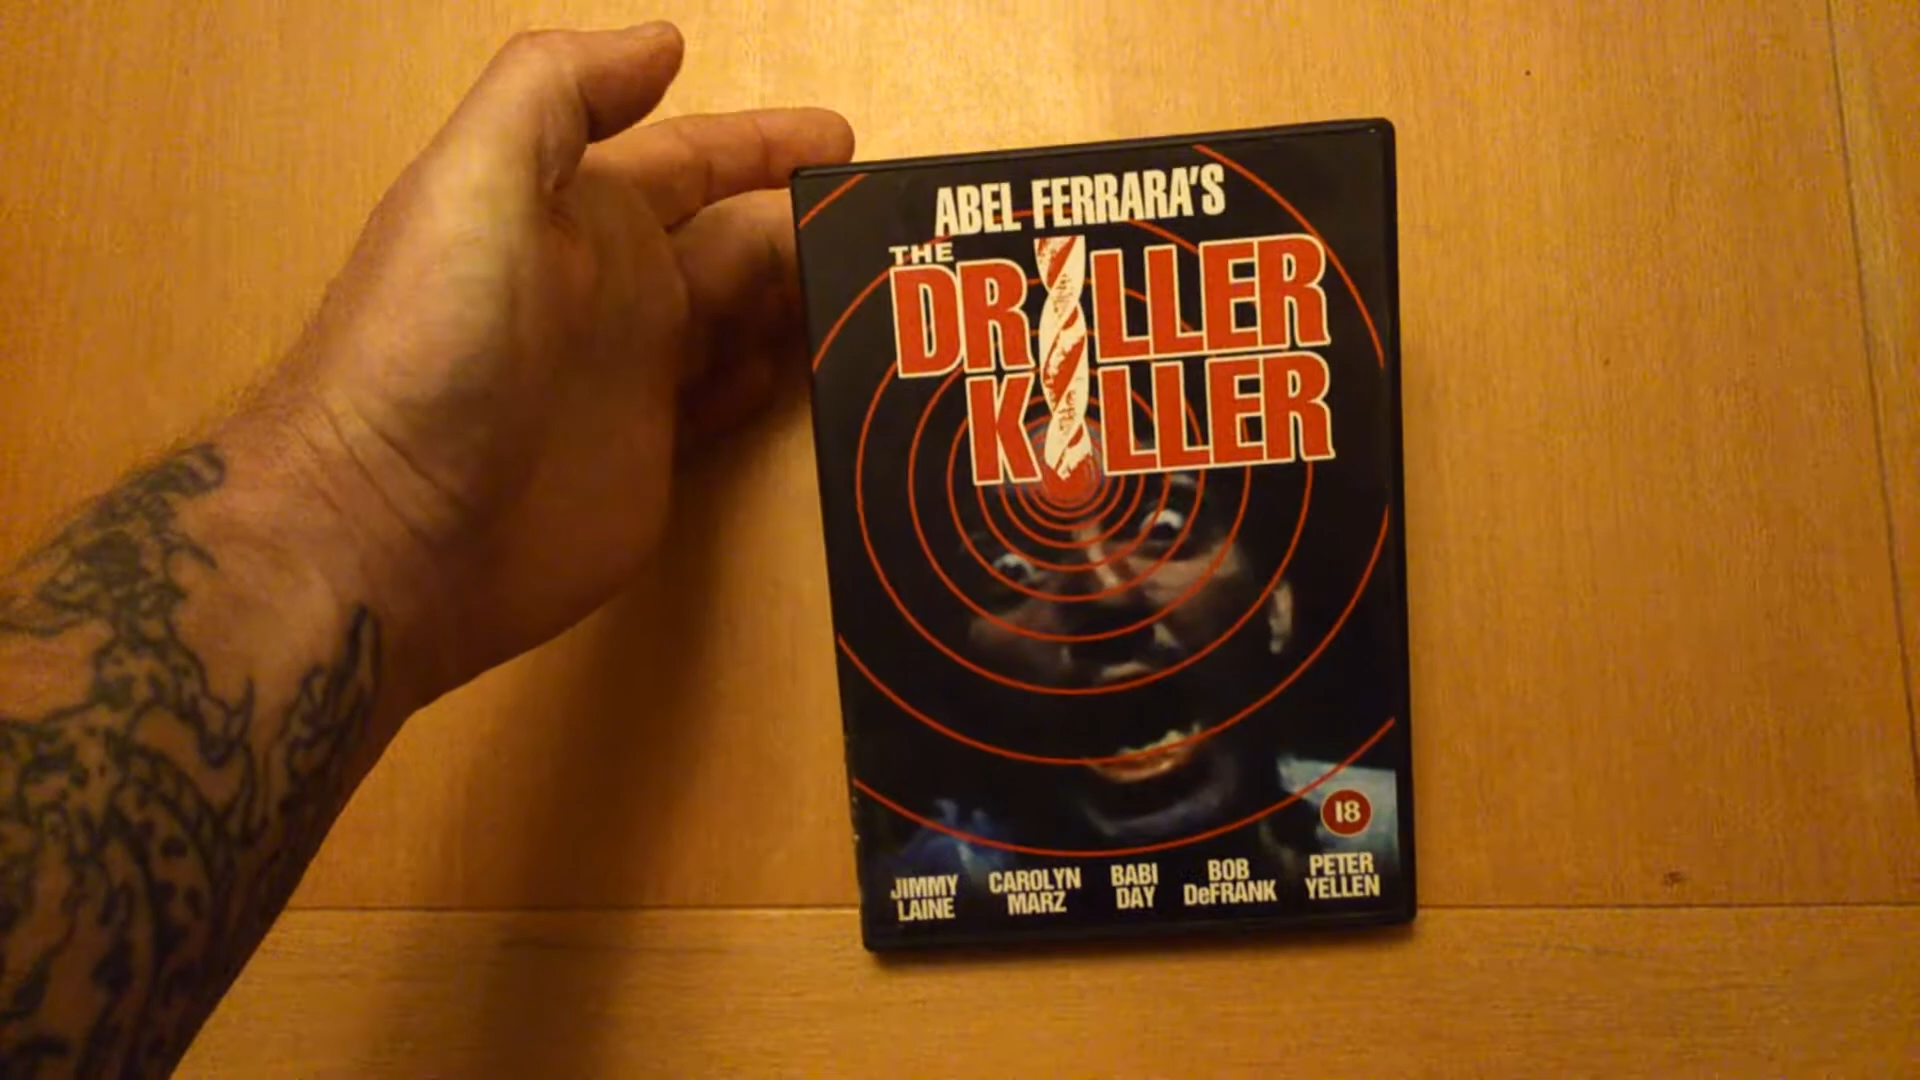 ABEL FERRARA'S
THE
DRILLER
KILLER
18
JIMMY LAINE
CAROLYN MARZ
BABI DAY
BOB DeFRANK
PETER YELLEN